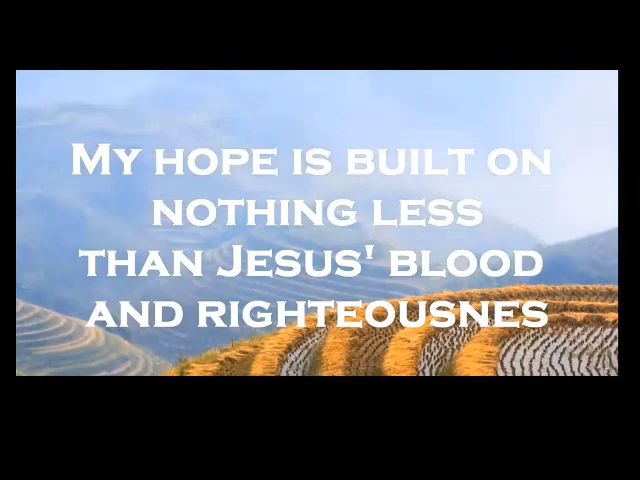 My hope is built on
nothing less
than Jesus' blood
and righteousnes